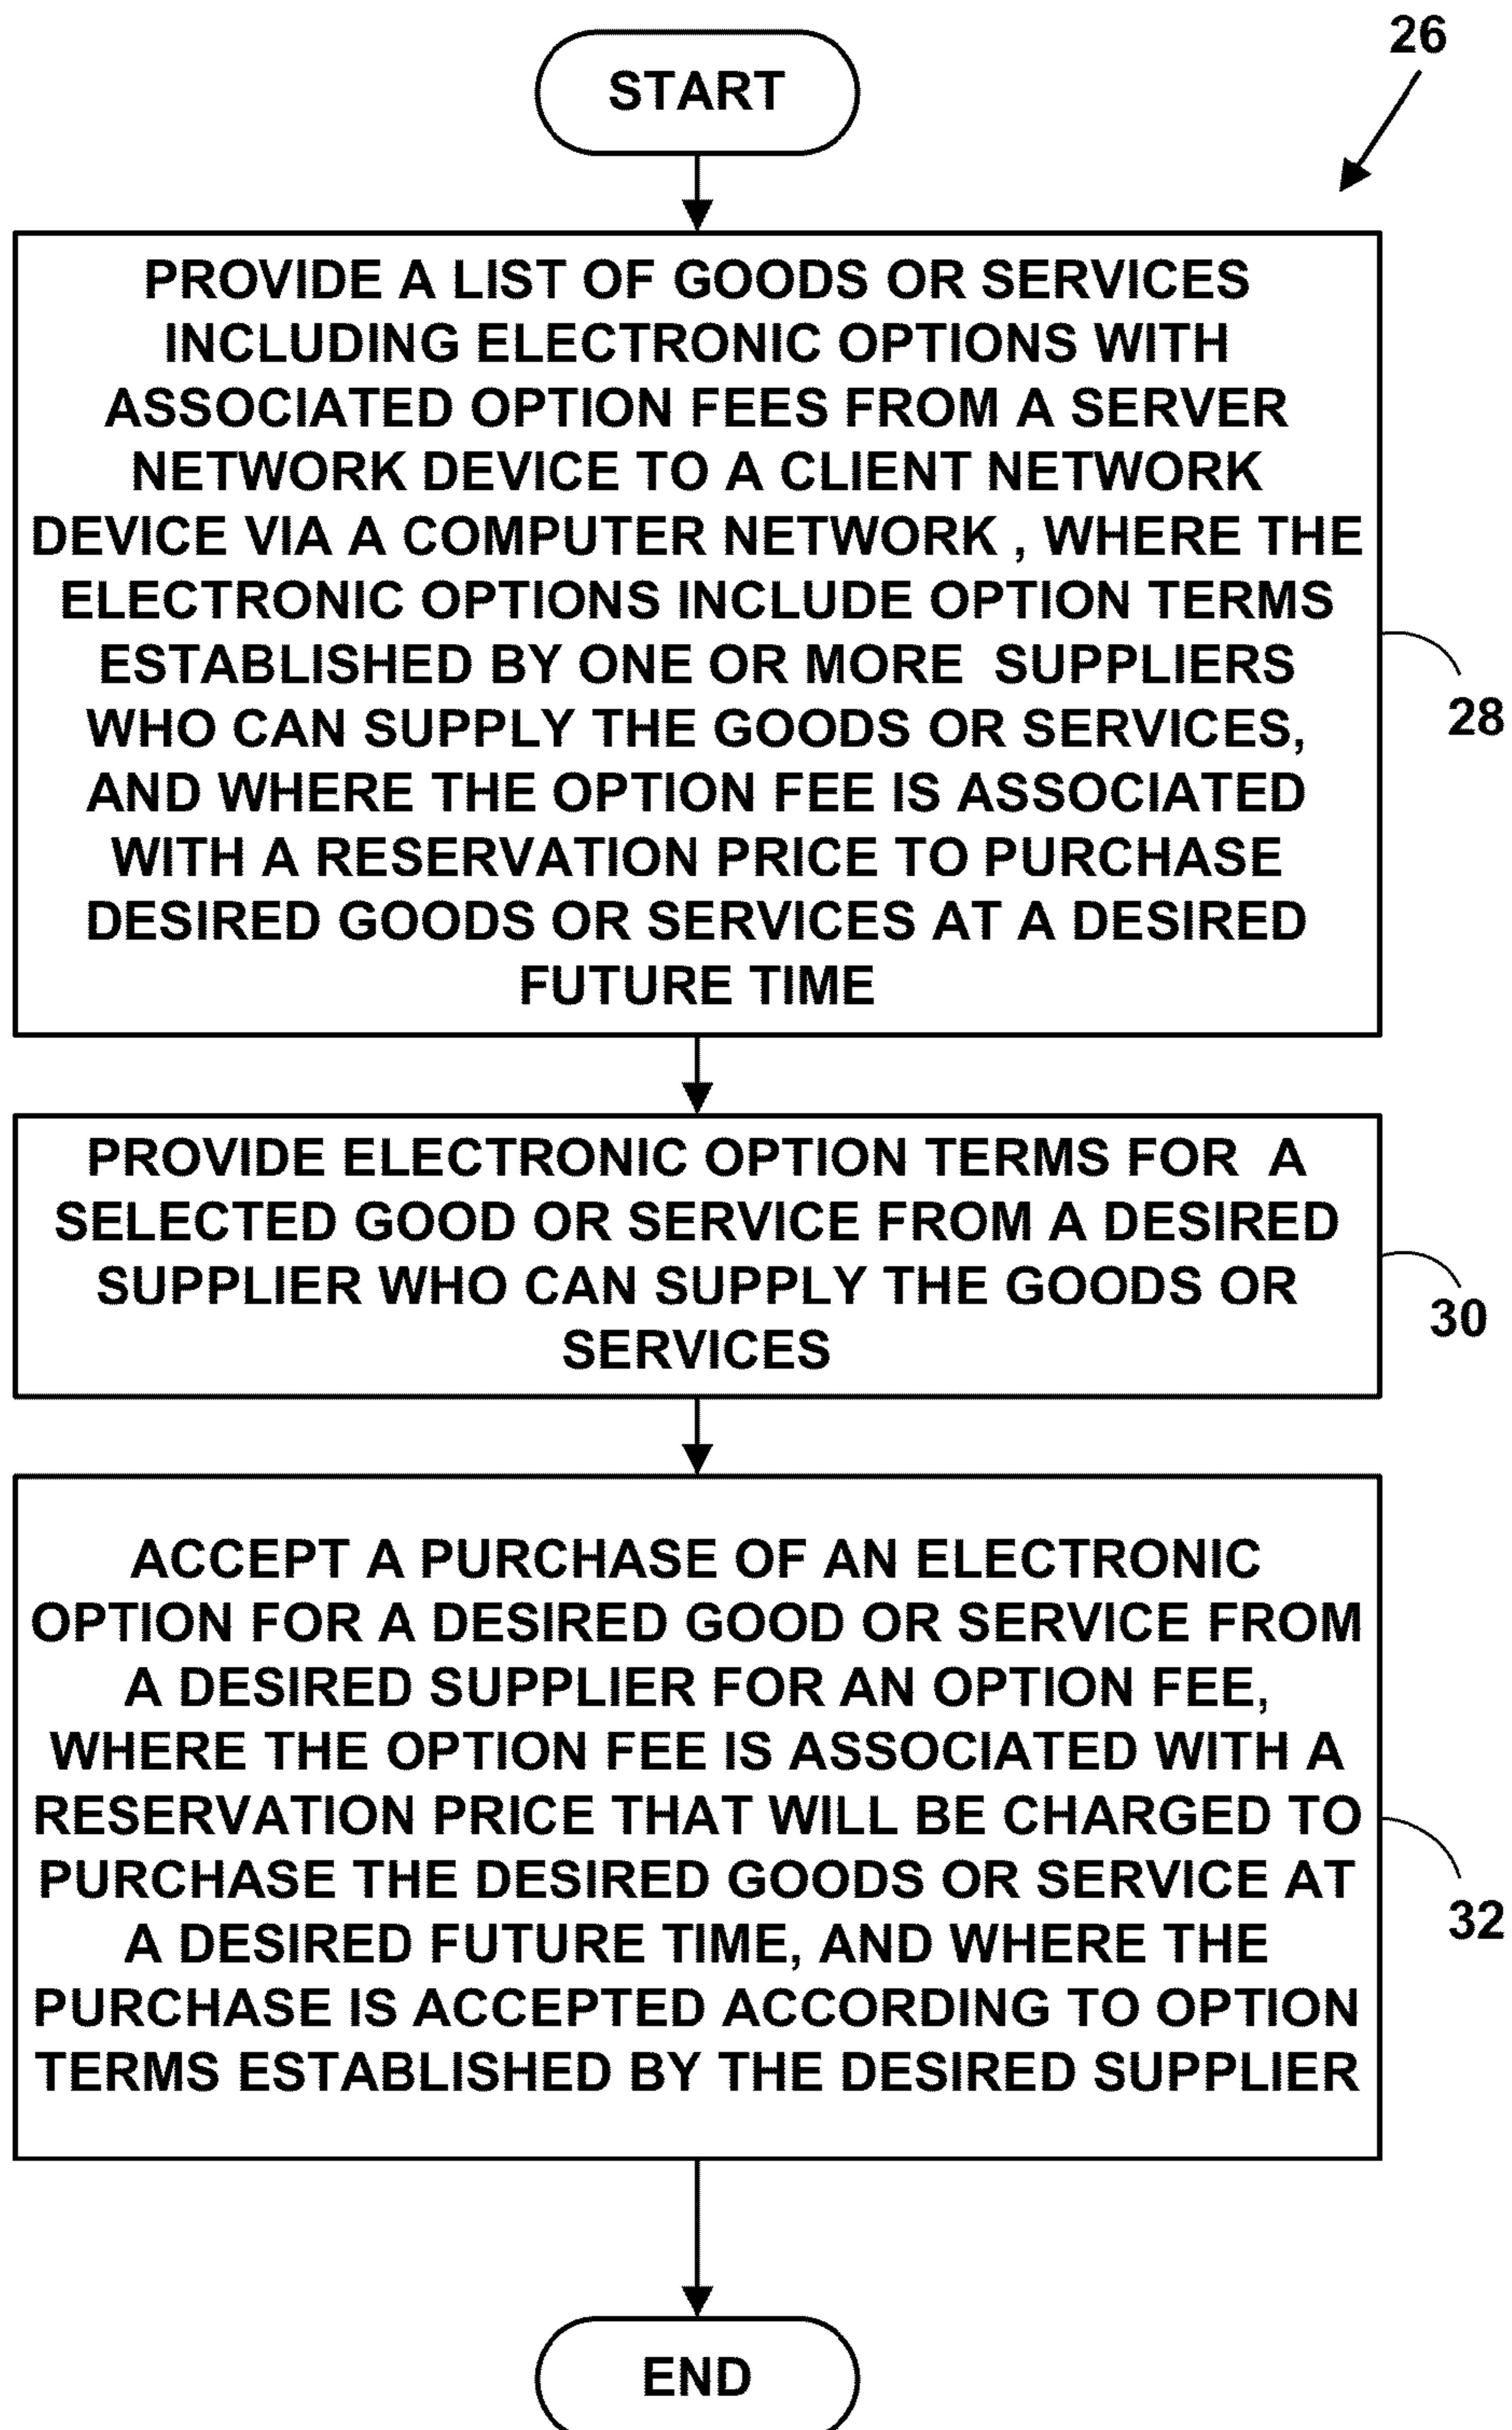 26
START
PROVIDE A LIST OF GOODS OR SERVICES
INCLUDING ELECTRONIC OPTIONS WITH
ASSOCIATED OPTION FEES FROM A SERVER
NETWORK DEVICE TO A CLIENT NETWORK
DEVICE VIA A COMPUTER NETWORK , WHERE THE
ELECTRONIC OPTIONS INCLUDE OPTION TERMS
ESTABLISHED BY ONE OR MORE SUPPLIERS
WHO CAN SUPPLY THE GOODS OR SERVICES,
AND WHERE THE OPTION FEE IS ASSOCIATED
WITH A RESERVATION PRICE TO PURCHASE
DESIRED GOODS OR SERVICES AT A DESIRED
FUTURE TIME
28
PROVIDE ELECTRONIC OPTION TERMS FOR A
SELECTED GOOD OR SERVICE FROM A DESIRED
SUPPLIER WHO CAN SUPPLY THE GOODS OR
SERVICES
30
ACCEPT A PURCHASE OF AN ELECTRONIC
OPTION FOR A DESIRED GOOD OR SERVICE FROM
A DESIRED SUPPLIER FOR AN OPTION FEE,
WHERE THE OPTION FEE IS ASSOCIATED WITH A
RESERVATION PRICE THAT WILL BE CHARGED TO
PURCHASE THE DESIRED GOODS OR SERVICE AT
A DESIRED FUTURE TIME, AND WHERE THE
PURCHASE IS ACCEPTED ACCORDING TO OPTION
TERMS ESTABLISHED BY THE DESIRED SUPPLIER
32
END